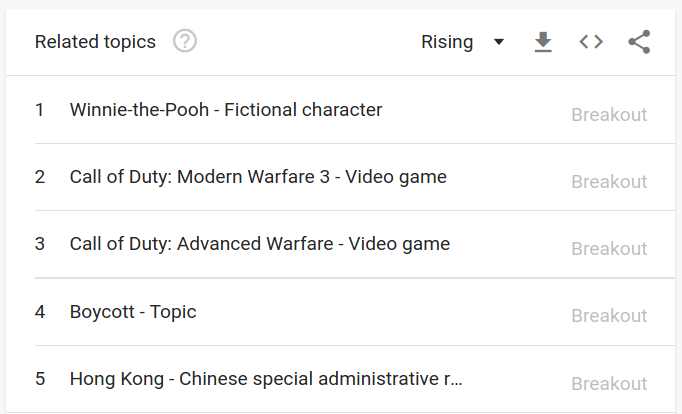 Related topics ? Rising
1 Winnie-the-Pooh - Fictional character Breakout
2 Call of Duty: Modern Warfare 3 - Video game Breakout
3 Call of Duty: Advanced Warfare - Video game Breakout
4 Boycott - Topic Breakout
5 Hong Kong - Chinese special administrative r... Breakout